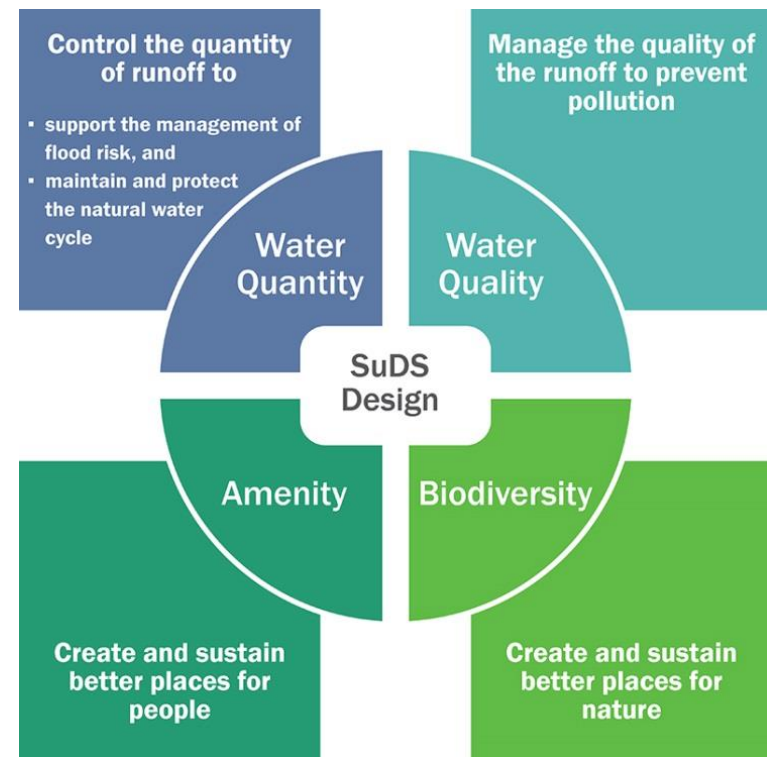 Control the quantity
of runoff to
▪ support the management of
flood risk, and
▪ maintain and protect
the natural water
cycle
Manage the quality of
the runoff to prevent
pollution
Water
Quantity
Water
Quality
SuDS
Design
Amenity
Biodiversity
Create and sustain
better places for
people
Create and sustain
better places for
nature